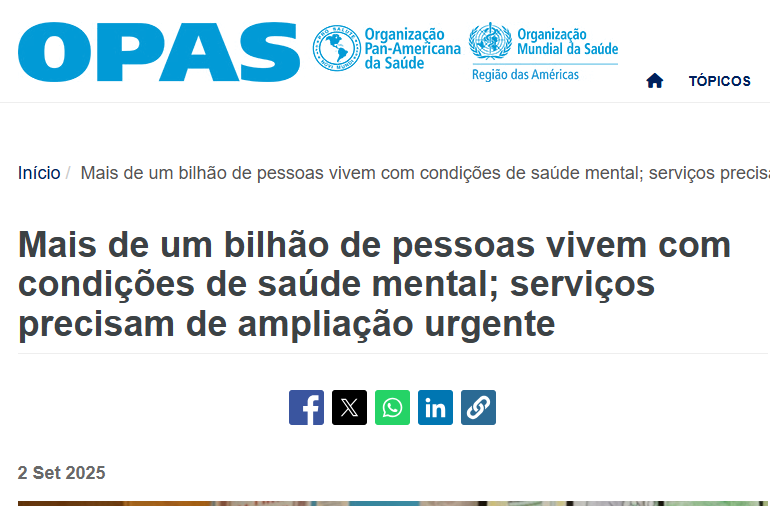 OPAS
Organização
Pan-Americana
da Saúde
Organização
Mundial da Saúde
Região das Américas
TÓPICOS
Início / Mais de um bilhão de pessoas vivem com condições de saúde mental; serviços precisa
Mais de um bilhão de pessoas vivem com
condições de saúde mental; serviços
precisam de ampliação urgente
2 Set 2025